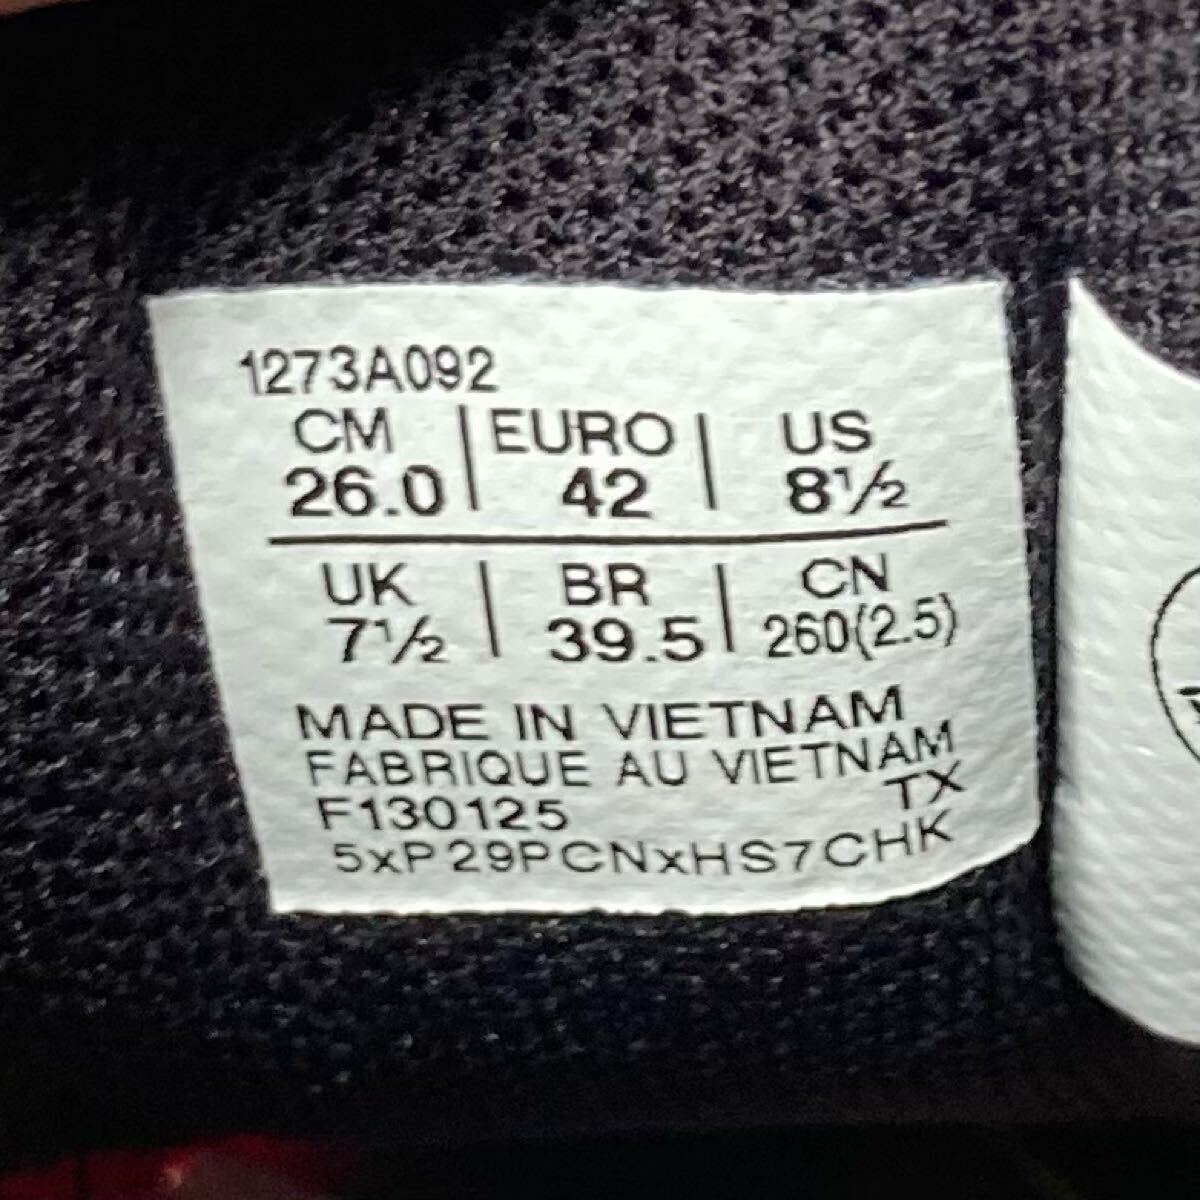 1273A092
CM | EURO | US
26.0 | 42 | 8½
UK | BR | CN
7½ | 39.5 | 260(2.5)
MADE IN VIETNAM
FABRIQUE AU VIETNAM
F130125 TX
5xP29PCNxHS7CHK